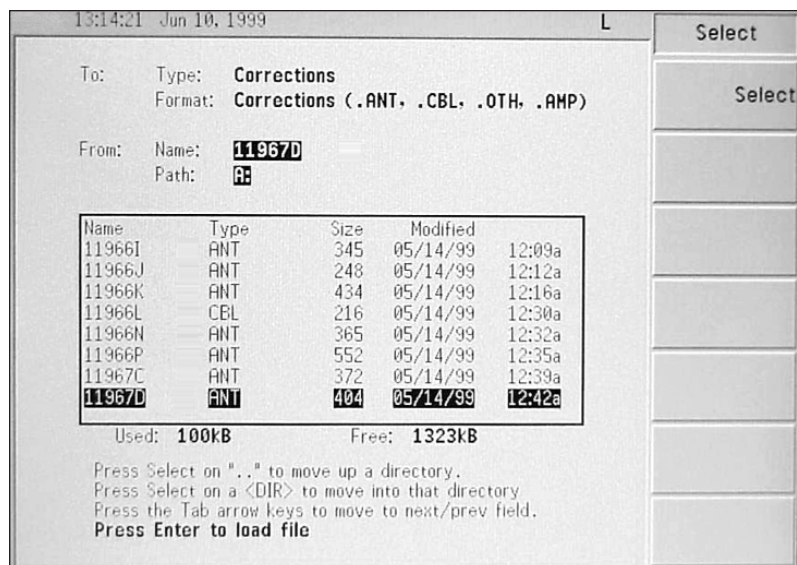 13:14:21 Jun 10, 1999 L
Select
Select
To: Type: Corrections
Format: Corrections (.ANT, .CBL, .OTH, .AMP)
From: Name: 11967D
Path: A:
Name Type Size Modified
11966I ANT 345 05/14/99 12:09a
11966J ANT 248 05/14/99 12:12a
11966K ANT 434 05/14/99 12:16a
11966L CBL 216 05/14/99 12:30a
11966N ANT 365 05/14/99 12:32a
11966P ANT 552 05/14/99 12:35a
11967C ANT 372 05/14/99 12:39a
11967D ANT 404 05/14/99 12:42a
Used: 100kB Free: 1323kB
Press Select on ".." to move up a directory.
Press Select on a <DIR> to move into that directory
Press the Tab arrow keys to move to next/prev field.
Press Enter to load file